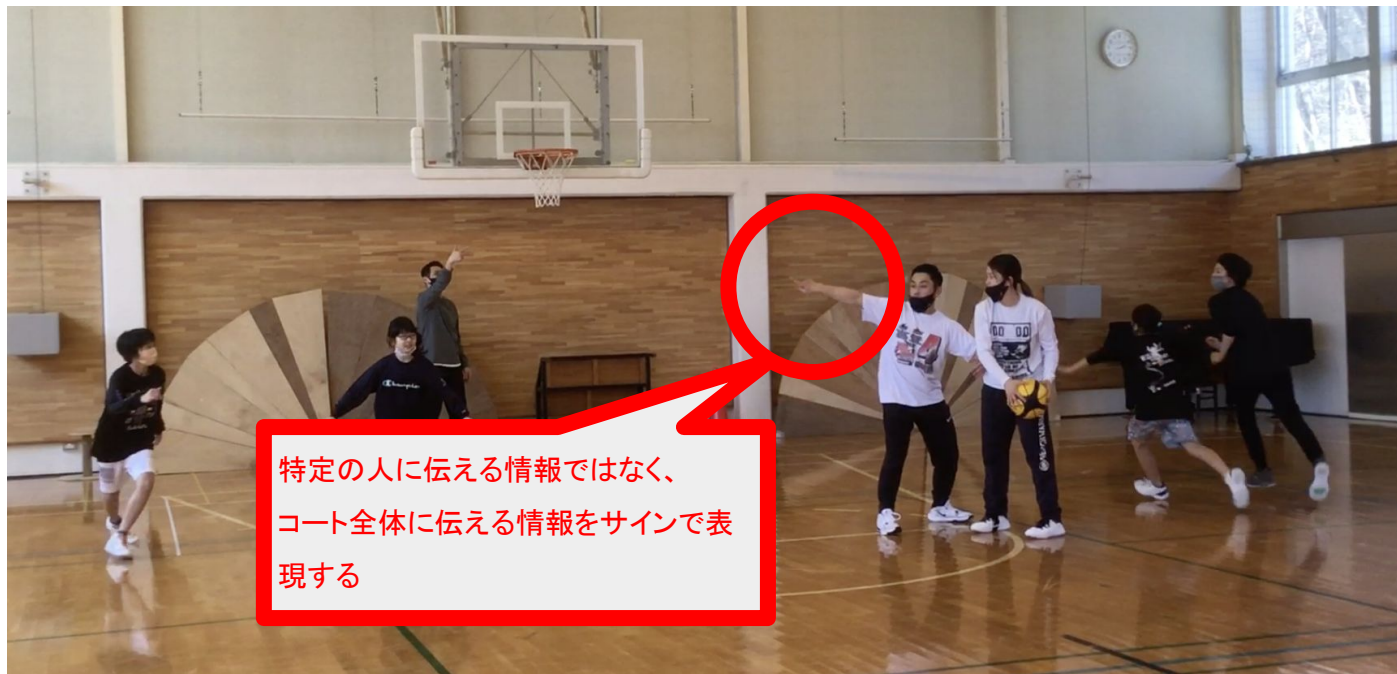 特定の人に伝える情報ではなく、
コート全体に伝える情報をサインで表
現する
Champion